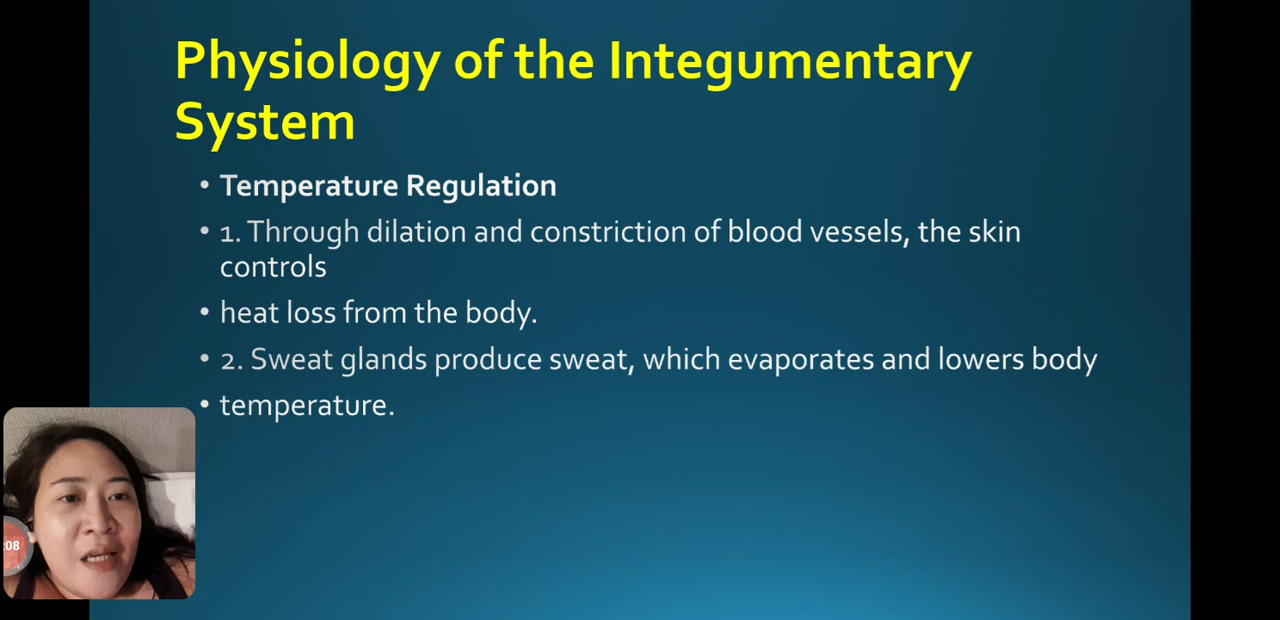 Physiology of the Integumentary
System
• Temperature Regulation
• 1. Through dilation and constriction of blood vessels, the skin
controls
• heat loss from the body.
• 2. Sweat glands produce sweat, which evaporates and lowers body
• temperature.
:08